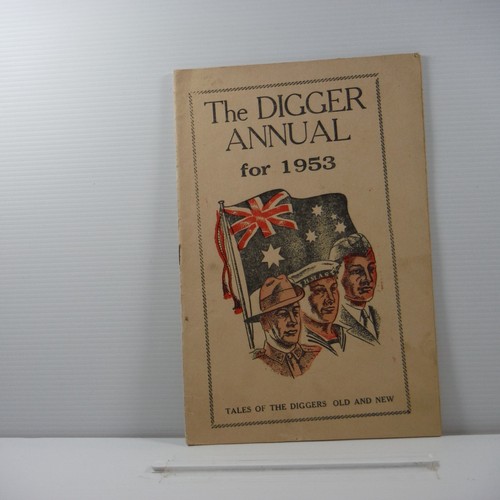 The DIGGER
ANNUAL
for 1953
H.M.A.S
TALES OF THE DIGGERS OLD AND NEW